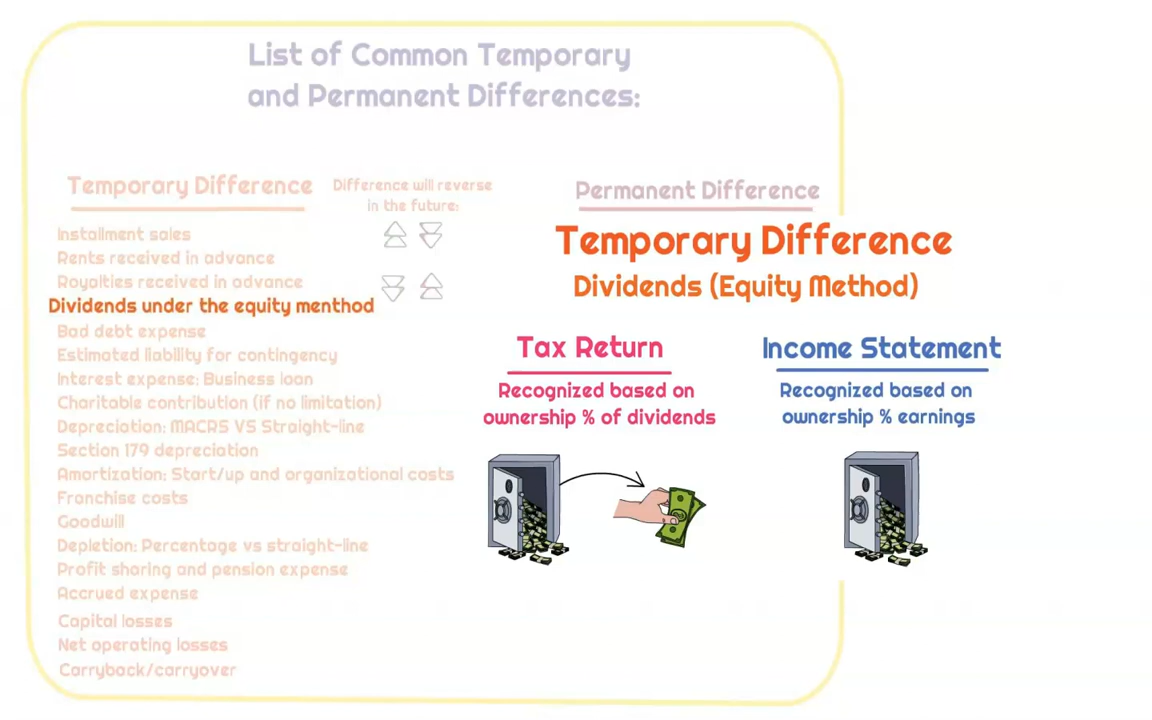 List of Common Temporary
and Permanent Differences:
Temporary Difference
Difference will reverse
in the future:
Installment sales
Rents received in advance
Royalties received in advance
Dividends under the equity menthod
Bad debt expense
Estimated liability for contingency
Interest expense: Business loan
Charitable contribution (if no limitation)
Depreciation: MACRS VS Straight-line
Section 179 depreciation
Amortization: Start/up and organizational costs
Franchise costs
Goodwill
Depletion: Percentage vs straight-line
Profit sharing and pension expense
Accrued expense
Capital losses
Net operating losses
Carryback/carryover
Permanent Difference
Temporary Difference
Dividends (Equity Method)
Tax Return
Recognized based on
ownership % of dividends
Income Statement
Recognized based on
ownership % earnings